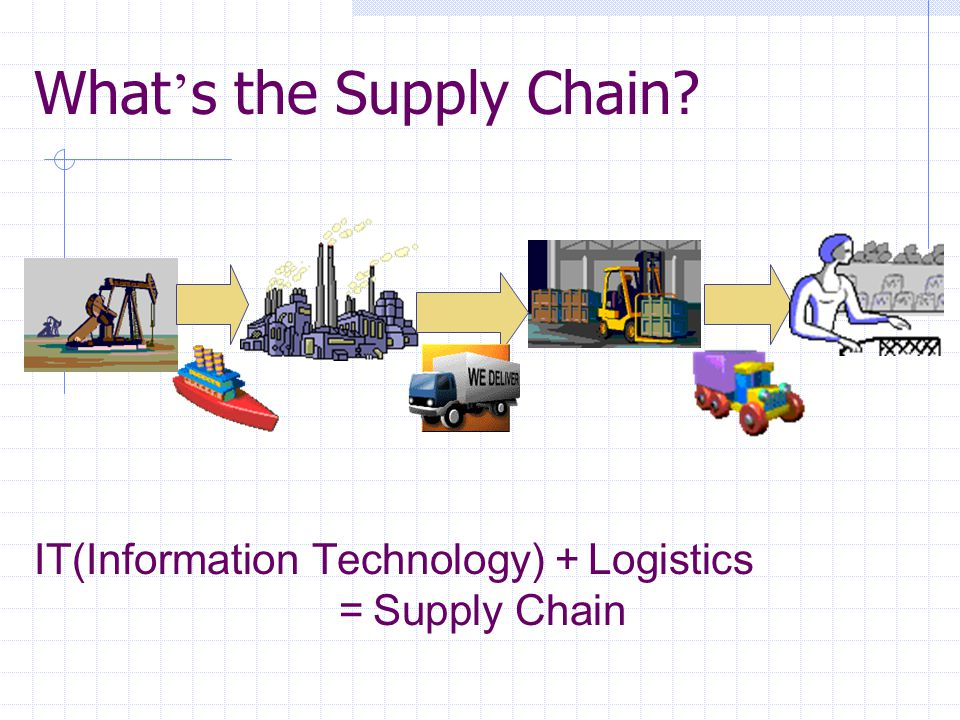 What’s the Supply Chain?
WE DELIVER
IT(Information Technology) + Logistics
= Supply Chain